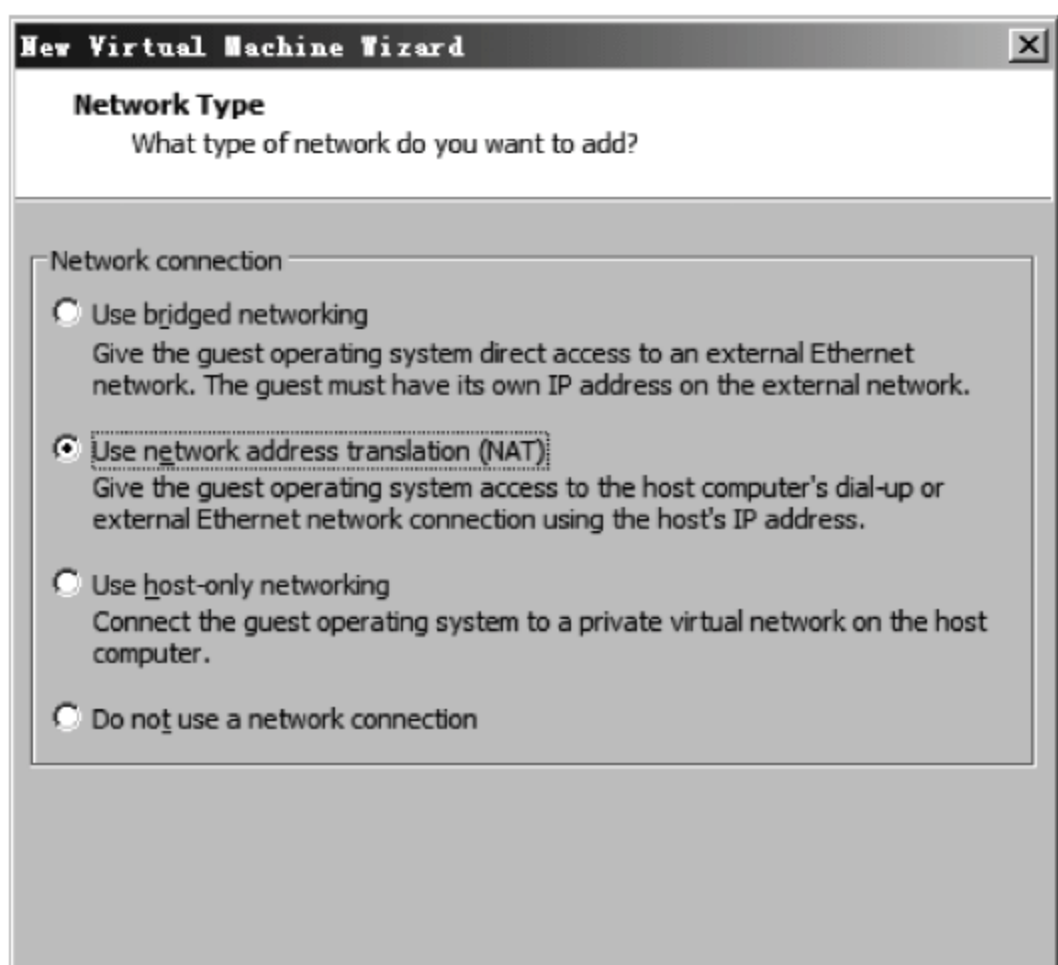 New Virtual Machine Wizard
Network Type
What type of network do you want to add?
Network connection
Use bridged networking
Give the guest operating system direct access to an external Ethernet
network. The guest must have its own IP address on the external network.
Use network address translation (NAT)
Give the guest operating system access to the host computer's dial-up or
external Ethernet network connection using the host's IP address.
Use host-only networking
Connect the guest operating system to a private virtual network on the host
computer.
Do not use a network connection